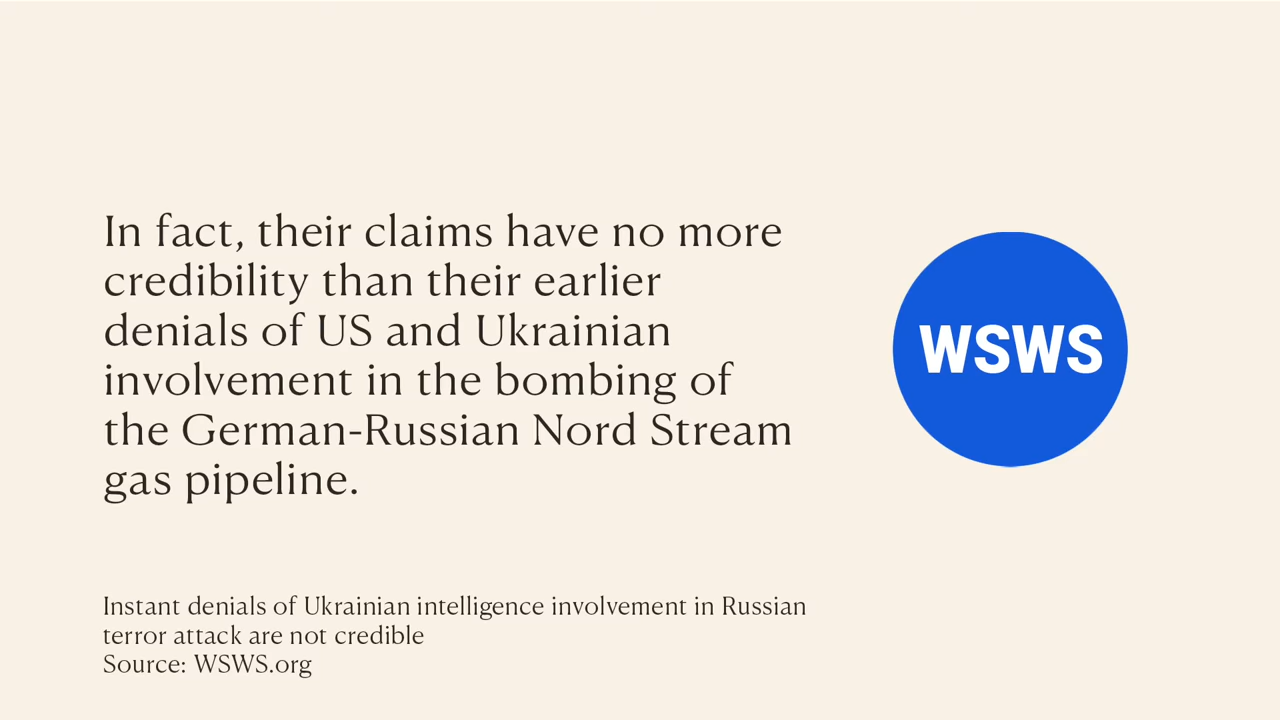 In fact, their claims have no more
credibility than their earlier
denials of US and Ukrainian
involvement in the bombing of
the German-Russian Nord Stream
gas pipeline.
WSWS
Instant denials of Ukrainian intelligence involvement in Russian
terror attack are not credible
Source: WSWS.org